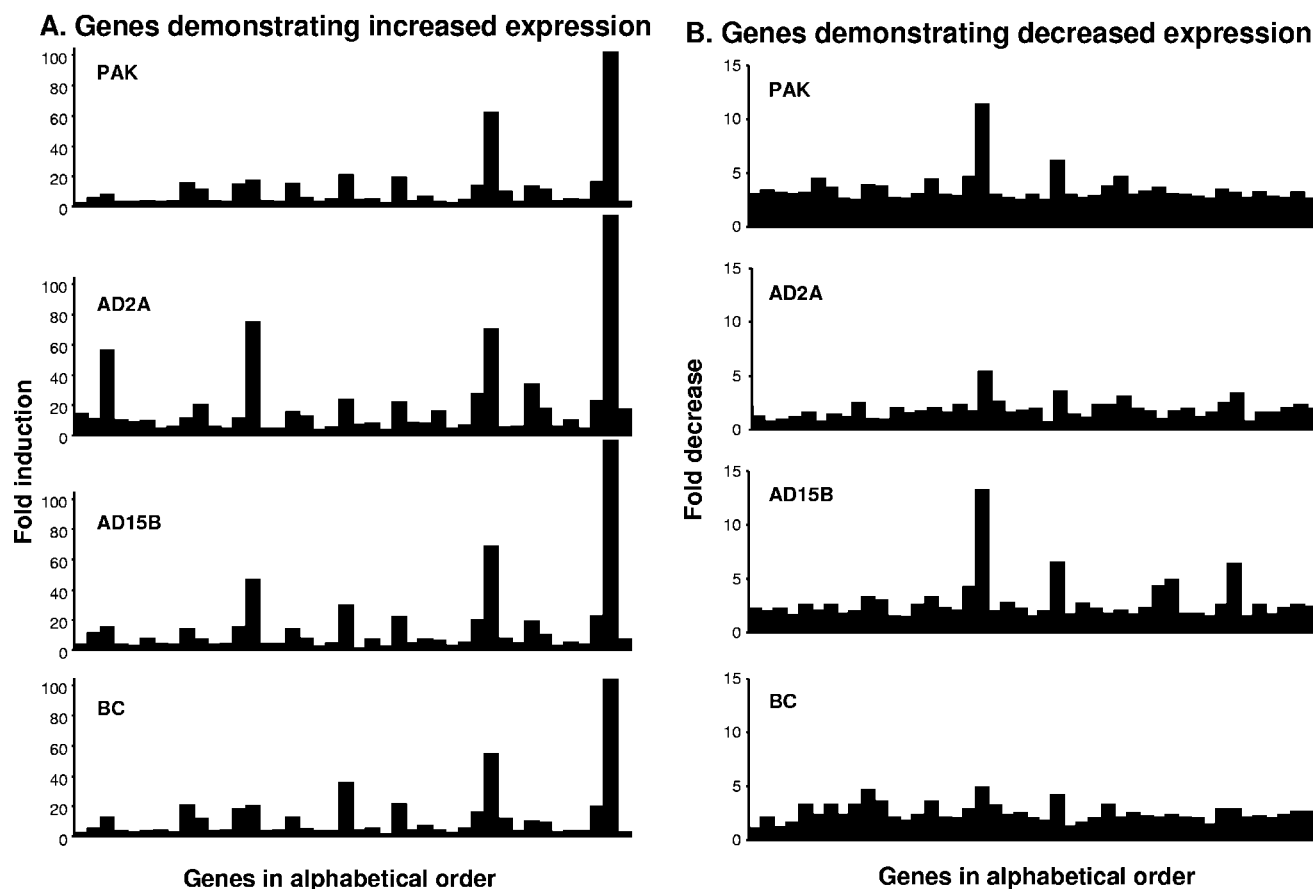 A. Genes demonstrating increased expression
100
80
60
40
20
0
PAK
100
80
60
40
20
0
AD2A
100
80
60
40
20
0
AD15B
100
80
60
40
20
0
BC
Fold induction
Genes in alphabetical order
B. Genes demonstrating decreased expression
15
10
5
0
PAK
15
10
5
0
AD2A
15
10
5
0
AD15B
15
10
5
0
BC
Fold decrease
Genes in alphabetical order